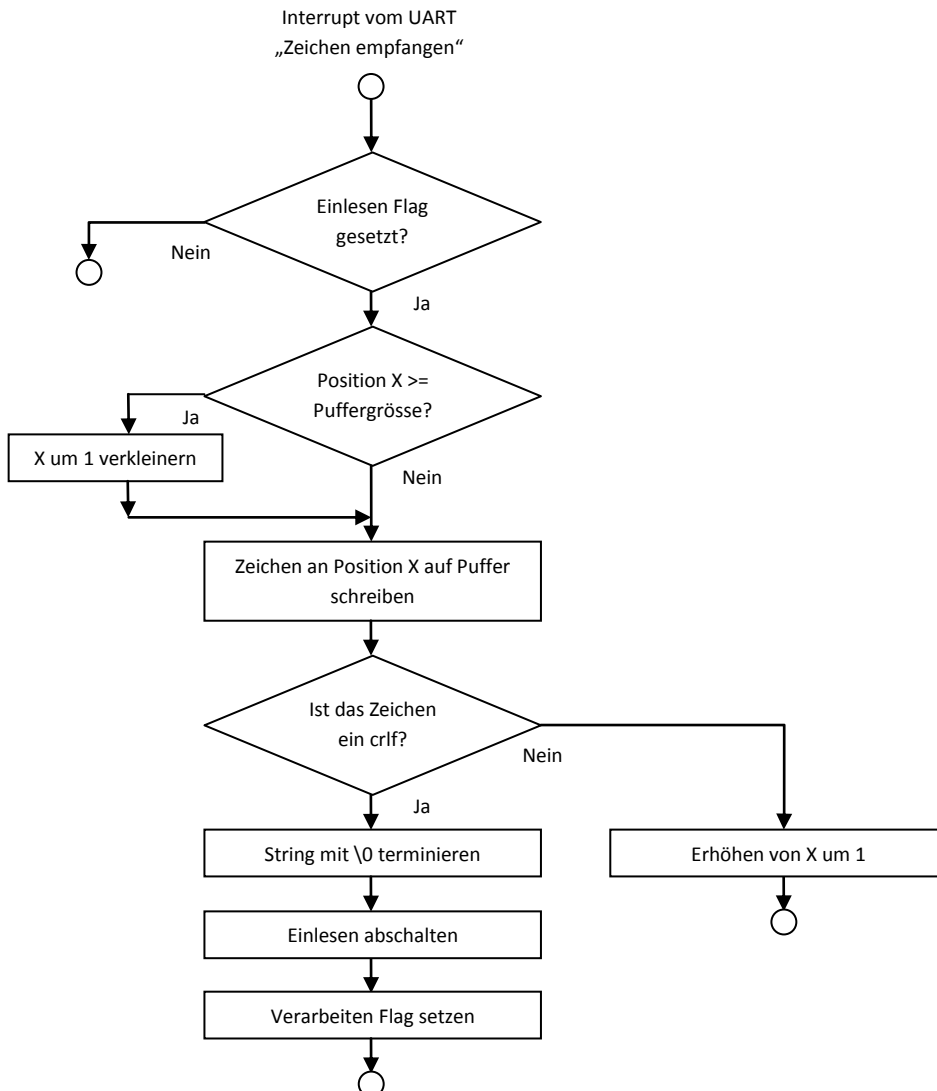 Interrupt vom UART
„Zeichen empfangen“
Einlesen Flag
gesetzt?
Nein
Ja
Position X >=
Puffergrösse?
Ja
X um 1 verkleinern
Nein
Zeichen an Position X auf Puffer
schreiben
Ist das Zeichen
ein crlf?
Nein
Ja
String mit \0 terminieren
Erhöhen von X um 1
Einlesen abschalten
Verarbeiten Flag setzen